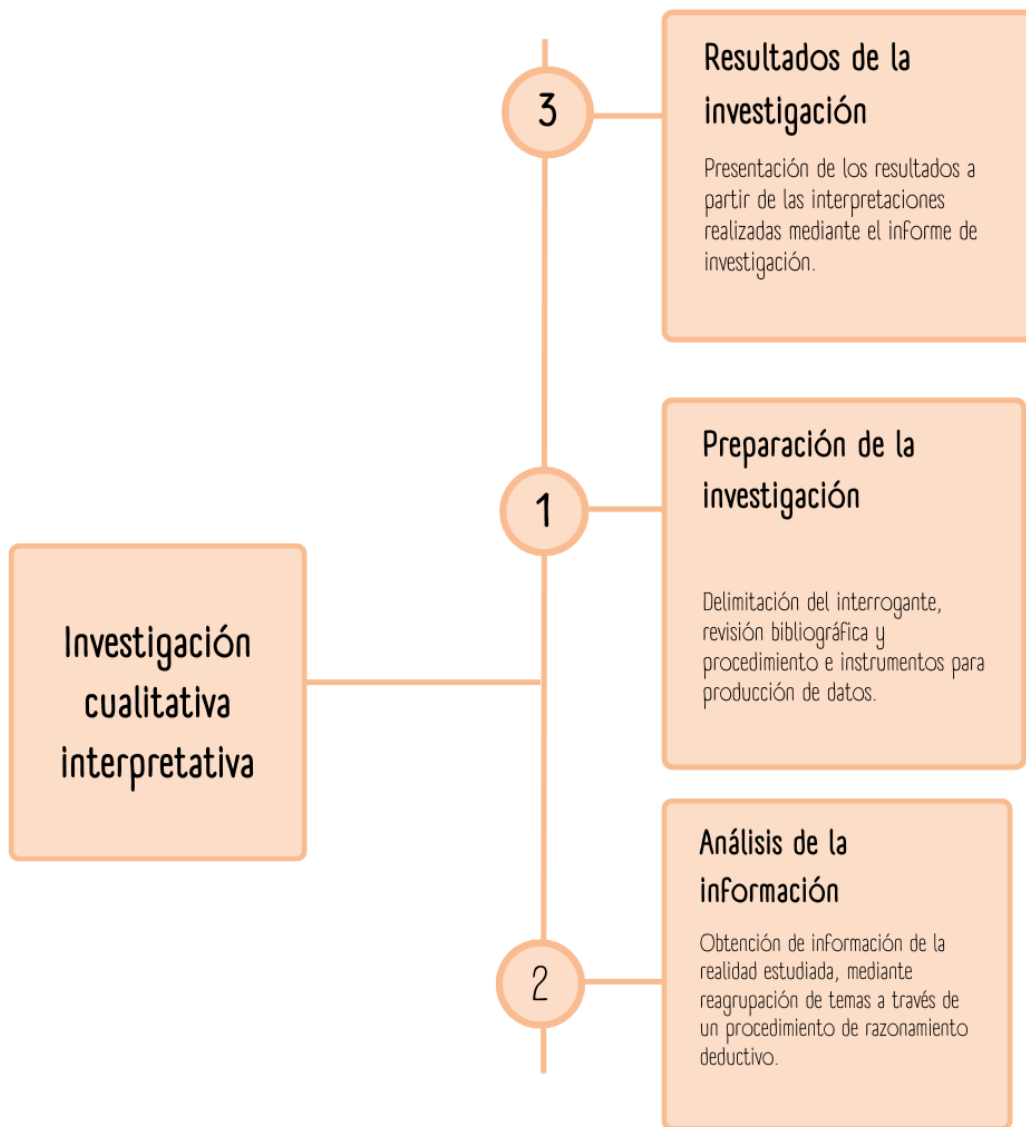 3
Resultados de la
investigación
Presentación de los resultados a
partir de las interpretaciones
realizadas mediante el informe de
investigación.
1
Preparación de la
investigación
Delimitación del interrogante,
revisión bibliográfica y
procedimiento e instrumentos para
producción de datos.
Investigación
cualitativa
interpretativa
2
Análisis de la
información
Obtención de información de la
realidad estudiada, mediante
reagrupación de temas a través de
un procedimiento de razonamiento
deductivo.